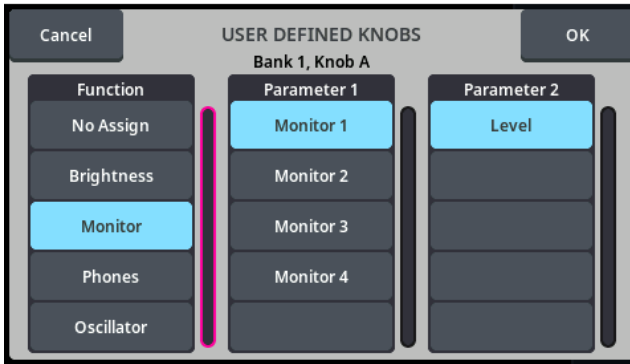 Cancel
USER DEFINED KNOBS
OK
Bank 1, Knob A
Function
Parameter 1
Parameter 2
No Assign
Monitor 1
Level
Brightness
Monitor 2
Monitor
Monitor 3
Phones
Monitor 4
Oscillator